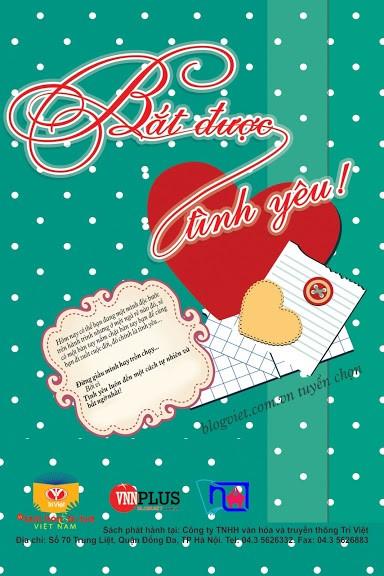 Bắt được
tình yêu!
Hôm nay có thể bạn đang một mình độc bước
trên hành trình nhưng ở một ngã rẽ nào đó, sẽ
có một bàn tay nắm chặt bàn tay bạn để cùng
bạn đi suốt cuộc đời, đó chính là tình yêu...
Đừng giấu mình hay trốn chạy...
Bởi vì
Tình yêu luôn đến một cách tự nhiên và
bất ngờ nhất!
blogviet.com.vn tuyển chọn
Trí Việt
VIỆT NAM
VNNPLUS
Sách phát hành tại: Công ty TNHH văn hóa và truyền thông Trí Việt
Địa chỉ: Số 70 Trung Liệt, Quận Đống Đa, TP Hà Nội. Tel: 04.3 5626332. Fax: 04.3 5626883